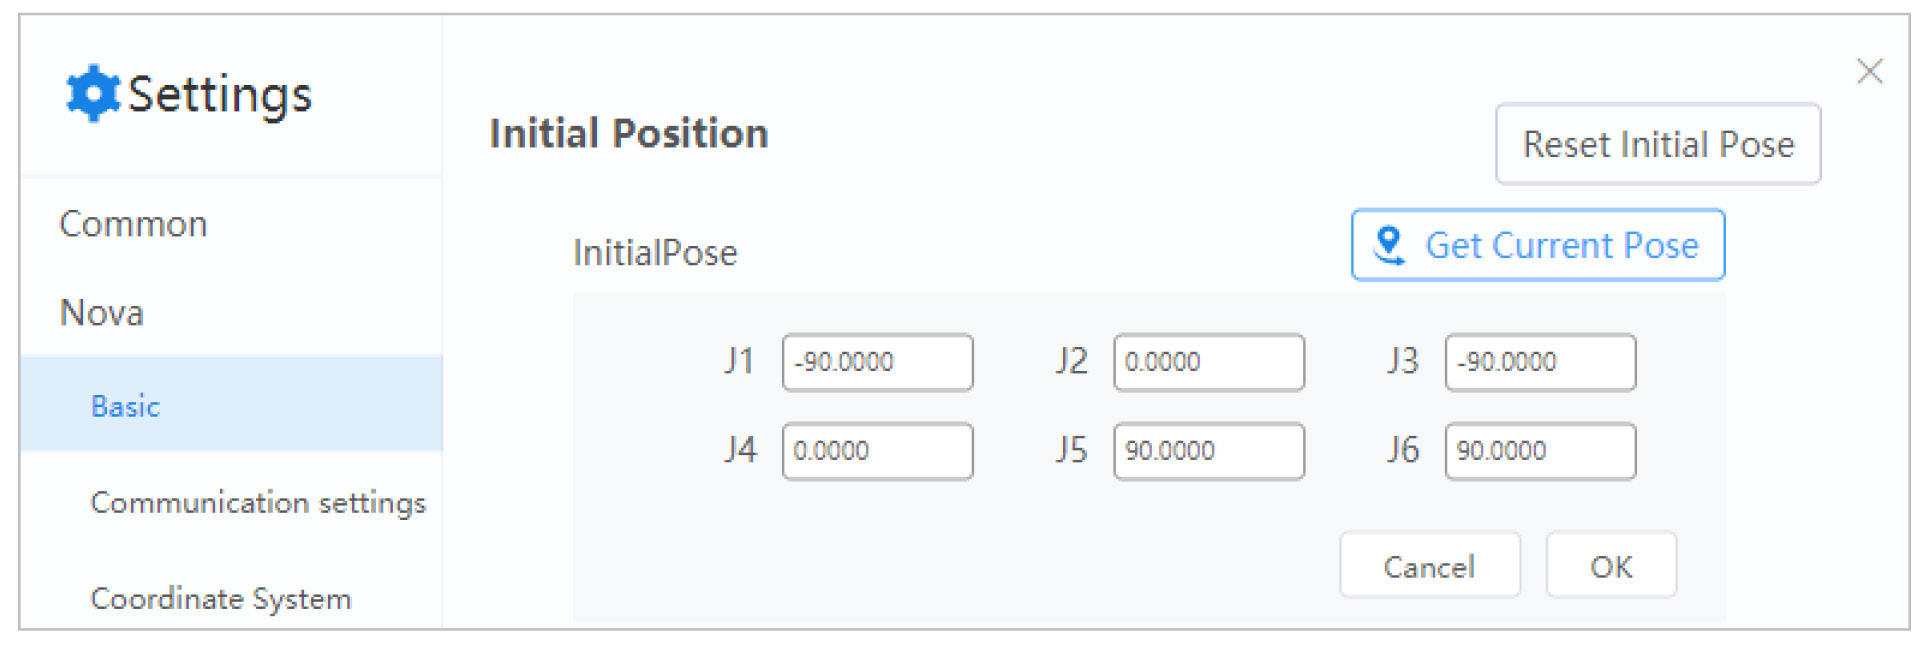 Settings
Common
Nova
Basic
Communication settings
Coordinate System
Initial Position
Reset Initial Pose
InitialPose
Get Current Pose
J1 -90.0000 J2 0.0000 J3 -90.0000
J4 0.0000 J5 90.0000 J6 90.0000
Cancel OK